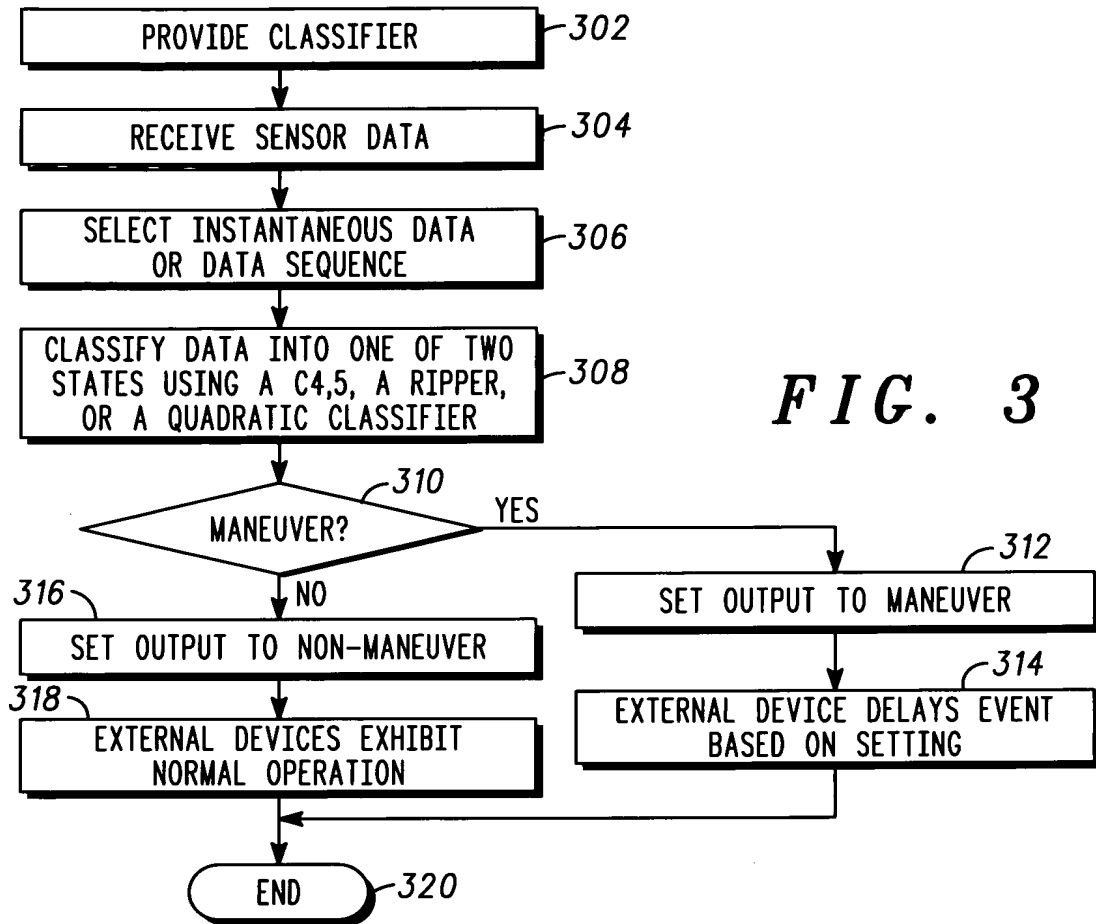 PROVIDE CLASSIFIER
302
RECEIVE SENSOR DATA
304
SELECT INSTANTANEOUS DATA
OR DATA SEQUENCE
306
CLASSIFY DATA INTO ONE OF TWO
STATES USING A C4,5, A RIPPER,
OR A QUADRATIC CLASSIFIER
308
FIG. 3
310
MANEUVER?
YES
NO
312
SET OUTPUT TO MANEUVER
314
EXTERNAL DEVICE DELAYS EVENT
BASED ON SETTING
316
SET OUTPUT TO NON-MANEUVER
318
EXTERNAL DEVICES EXHIBIT
NORMAL OPERATION
END
320